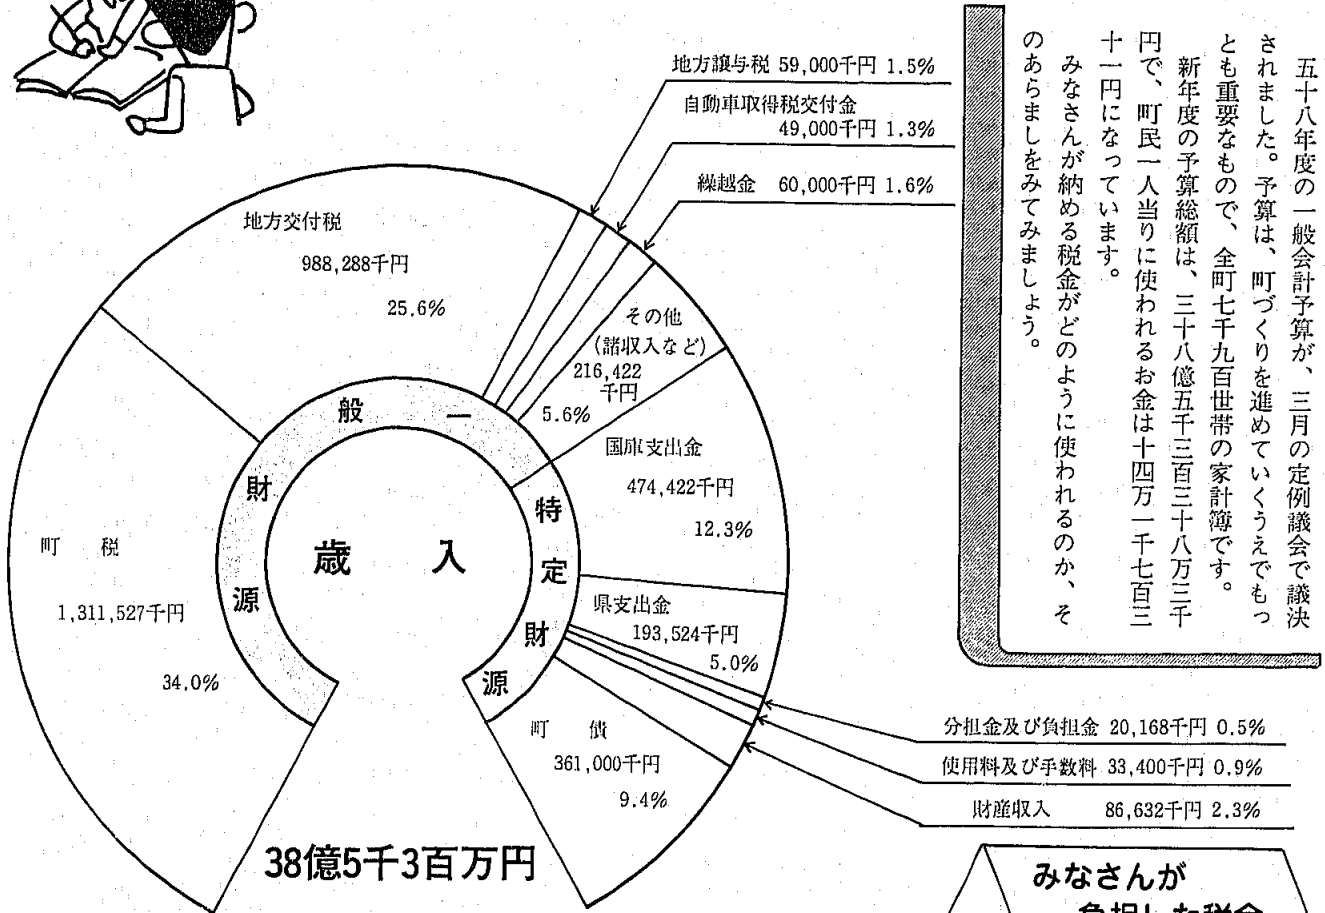 五十八年度の一般会計予算が、三月の定例議会で議決
されました。予算は、町づくりを進めていくうえでもっ
とも重要なもので、全町七千九百世帯の家計簿です。
新年度の予算総額は、三十八億五千三百三十八万三千
円で、町民一人当りに使われるお金は十四万一千七百三
十一円になっています。
みなさんが納める税金がどのように使われるのか、そ
のあらましをみてみましょう。
地方譲与税 59,000千円 1.5%
自動車取得税交付金
49,000千円 1.3%
繰越金 60,000千円 1.6%
地方交付税
988,288千円
25.6%
その他
(諸収入など)
216,422
千円
5.6%
国庫支出金
474,422千円
12.3%
県支出金
193,524千円
5.0%
分担金及び負担金 20,168千円 0.5%
使用料及び手数料 33,400千円 0.9%
財産収入 86,632千円 2.3%
町債
361,000千円
9.4%
町税
1,311,527千円
34.0%
一般財源
特定財源
歳入
38億5千3百万円
みなさんが
負担した税金